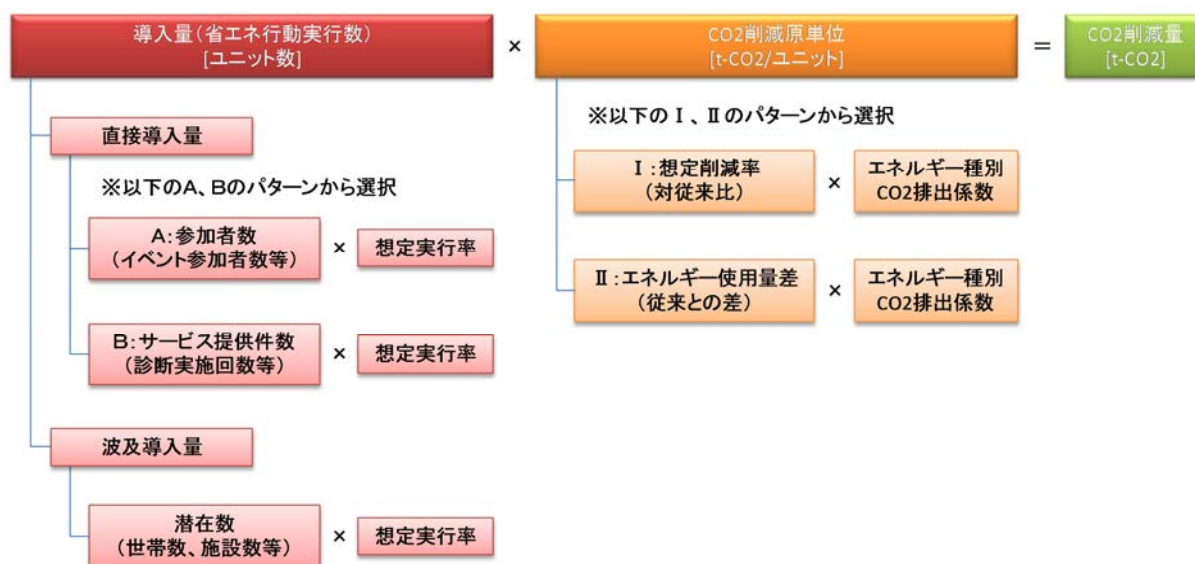 導入量(省エネ行動実行数)
[ユニット数]
×
CO2削減原単位
[t-CO2/ユニット]
=
CO2削減量
[t-CO2]
直接導入量
※以下のA、Bのパターンから選択
A:参加者数
(イベント参加者数等)
×
想定実行率
B:サービス提供件数
(診断実施回数等)
×
想定実行率
波及導入量
潜在数
(世帯数、施設数等)
×
想定実行率
※以下のⅠ、Ⅱのパターンから選択
Ⅰ:想定削減率
(対従来比)
×
エネルギー種別
CO2排出係数
Ⅱ:エネルギー使用量差
(従来との差)
×
エネルギー種別
CO2排出係数